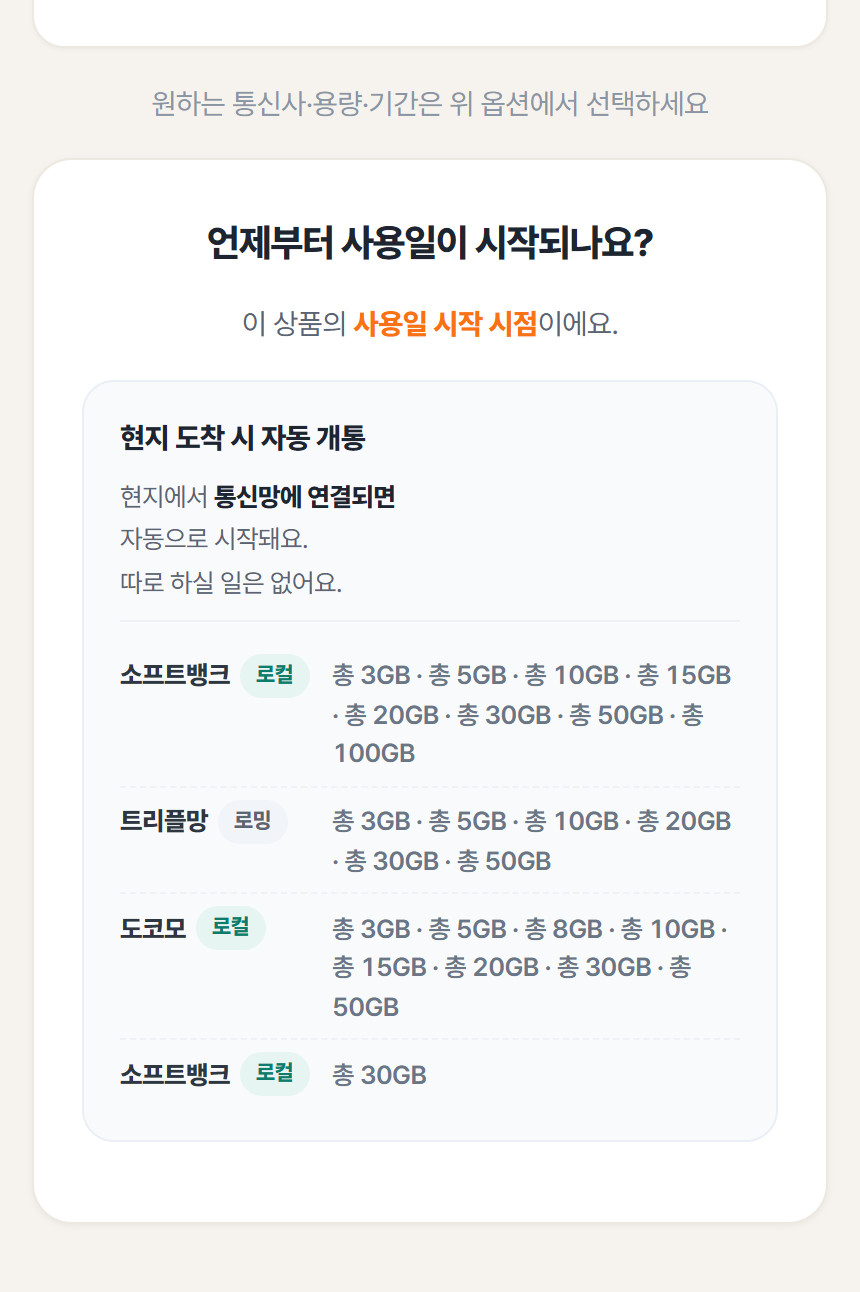 원하는 통신사·용량·기간은 위 옵션에서 선택하세요
언제부터 사용일이 시작되나요?
이 상품의 사용일 시작 시점이에요.
현지 도착 시 자동 개통
현지에서 통신망에 연결되면
자동으로 시작돼요.
따로 하실 일은 없어요.
소프트뱅크 로컬 총 3GB · 총 5GB · 총 10GB · 총 15GB
· 총 20GB · 총 30GB · 총 50GB · 총
100GB
트리플망 로밍 총 3GB · 총 5GB · 총 10GB · 총 20GB
· 총 30GB · 총 50GB
도코모 로컬 총 3GB · 총 5GB · 총 8GB · 총 10GB ·
총 15GB · 총 20GB · 총 30GB · 총
50GB
소프트뱅크 로컬 총 30GB